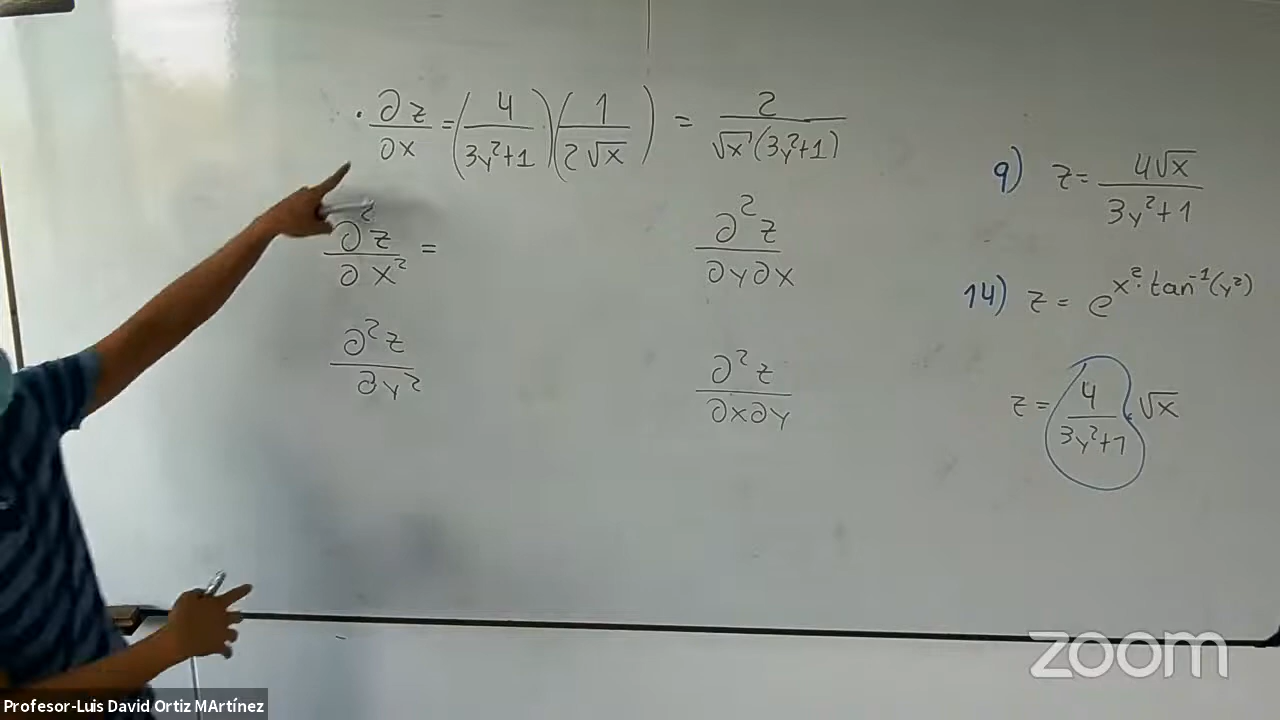 · ∂z/∂x = (4/(3y²+1))(1/(2√x)) = 2/(√x(3y²+1))
∂²z/∂x² =
∂²z/∂y∂x
∂²z/∂y²
∂²z/∂x∂y
9) z = 4√x/(3y²+1)
14) z = e^(x²·tan⁻¹(y²))
z = 4/(3y²+1) · √x
zoom
Profesor-Luis David Ortiz MArtínez